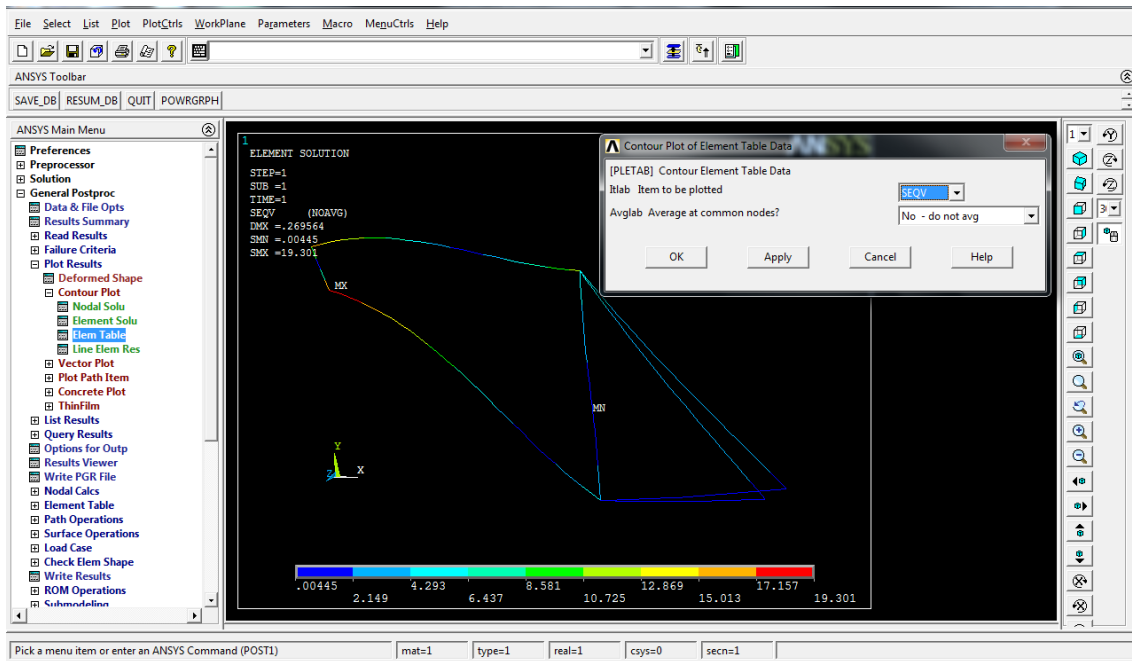 File Select List Plot PlotCtrls WorkPlane Parameters Macro MenuCtrls Help
ANSYS Toolbar
SAVE_DB RESUM_DB QUIT POWRGRPH
ANSYS Main Menu
Preferences
Preprocessor
Solution
General Postproc
Data & File Opts
Results Summary
Read Results
Failure Criteria
Plot Results
Deformed Shape
Contour Plot
Nodal Solu
Element Solu
Elem Table
Line Elem Res
Vector Plot
Plot Path Item
Concrete Plot
ThinFilm
List Results
Query Results
Options for Outp
Results Viewer
Write PGR File
Nodal Calcs
Element Table
Path Operations
Surface Operations
Load Case
Check Elem Shape
Write Results
ROM Operations
Submodeling
1
ELEMENT SOLUTION
STEP=1
SUB =1
TIME=1
SEQV (NOAVG)
DMX =.269564
SMN =.00445
SMX =19.301
MX
MN
Y
Z X
.00445 4.293 8.581 12.869 17.157
2.149 6.437 10.725 15.013 19.301
Contour Plot of Element Table Data
[PLETAB] Contour Element Table Data
Itlab Item to be plotted SEQV
Avglab Average at common nodes? No - do not avg
OK Apply Cancel Help
1
Pick a menu item or enter an ANSYS Command (POST1) mat=1 type=1 real=1 csys=0 secn=1